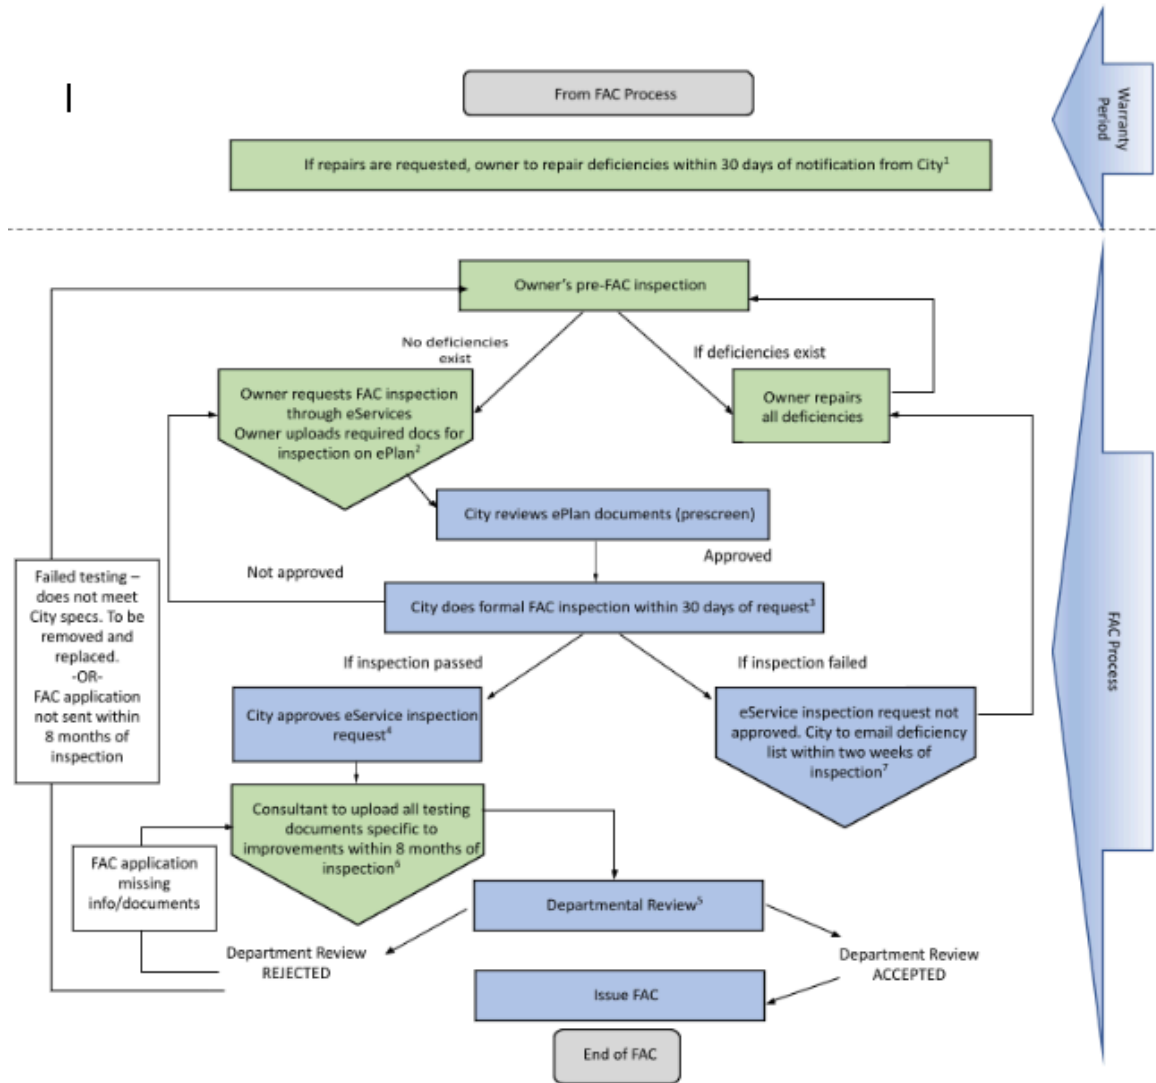 I
From FAC Process
Warranty
Period
If repairs are requested, owner to repair deficiencies within 30 days of notification from City¹
Owner's pre-FAC inspection
No deficiencies
exist
If deficiencies exist
Owner requests FAC inspection
through eServices
Owner uploads required docs for
inspection on ePlan²
Owner repairs
all deficiencies
City reviews ePlan documents (prescreen)
Approved
Not approved
City does formal FAC inspection within 30 days of request³
Failed testing –
does not meet
City specs. To be
removed and
replaced.
-OR-
FAC application
not sent within
8 months of
inspection
FAC Process
If inspection passed
If inspection failed
City approves eService inspection
request⁴
eService inspection request not
approved. City to email deficiency
list within two weeks of
inspection⁷
Consultant to upload all testing
documents specific to
improvements within 8 months of
inspection⁶
FAC application
missing
info/documents
Departmental Review⁵
Department Review
REJECTED
Department Review
ACCEPTED
Issue FAC
End of FAC